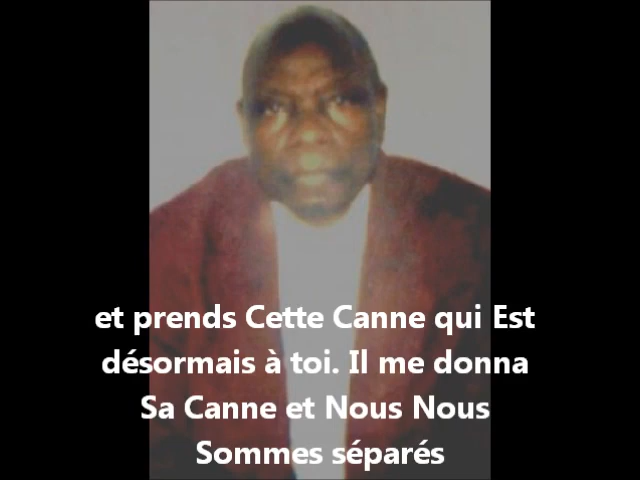 et prends Cette Canne qui Est
désormais à toi. Il me donna
Sa Canne et Nous Nous
Sommes séparés